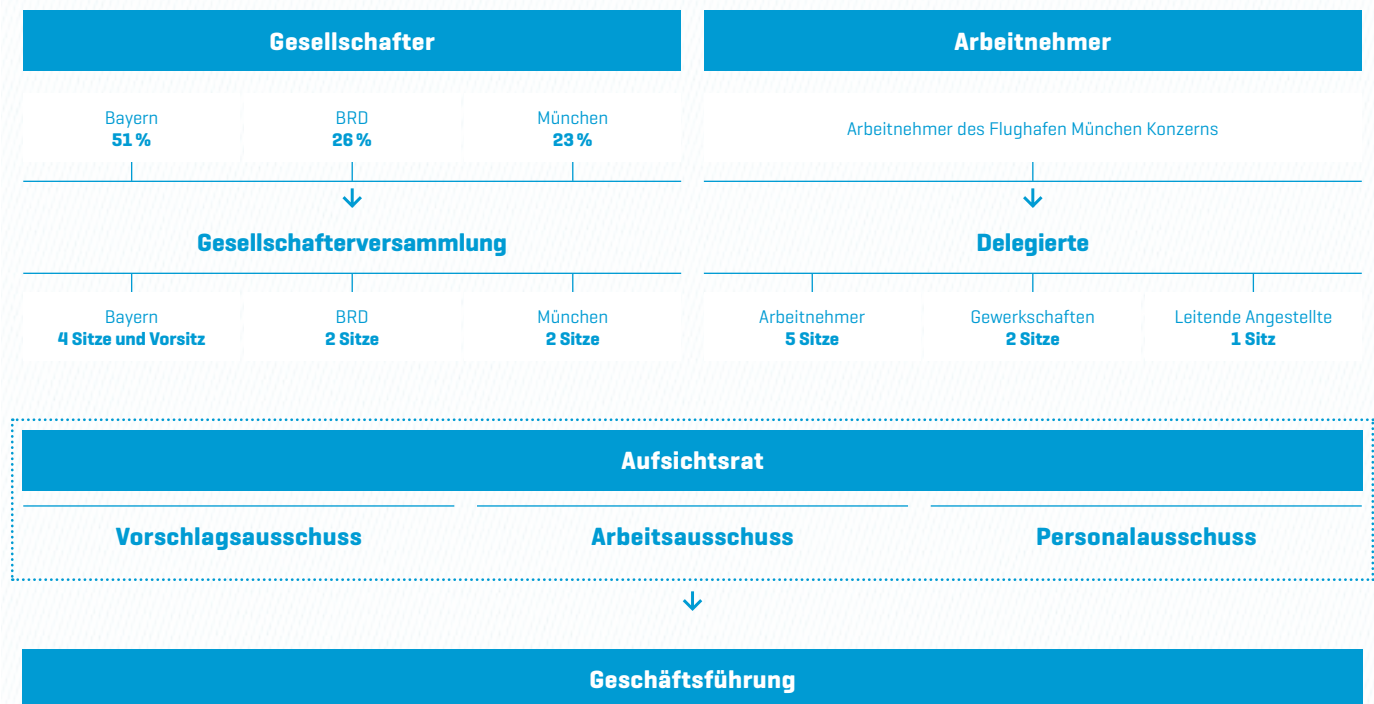 Gesellschafter
Arbeitnehmer
Bayern
51 %
BRD
26 %
München
23 %
Arbeitnehmer des Flughafen München Konzerns
Gesellschafterversammlung
Delegierte
Bayern
4 Sitze und Vorsitz
BRD
2 Sitze
München
2 Sitze
Arbeitnehmer
5 Sitze
Gewerkschaften
2 Sitze
Leitende Angestellte
1 Sitz
Aufsichtsrat
Vorschlagsausschuss
Arbeitsausschuss
Personalausschuss
Geschäftsführung